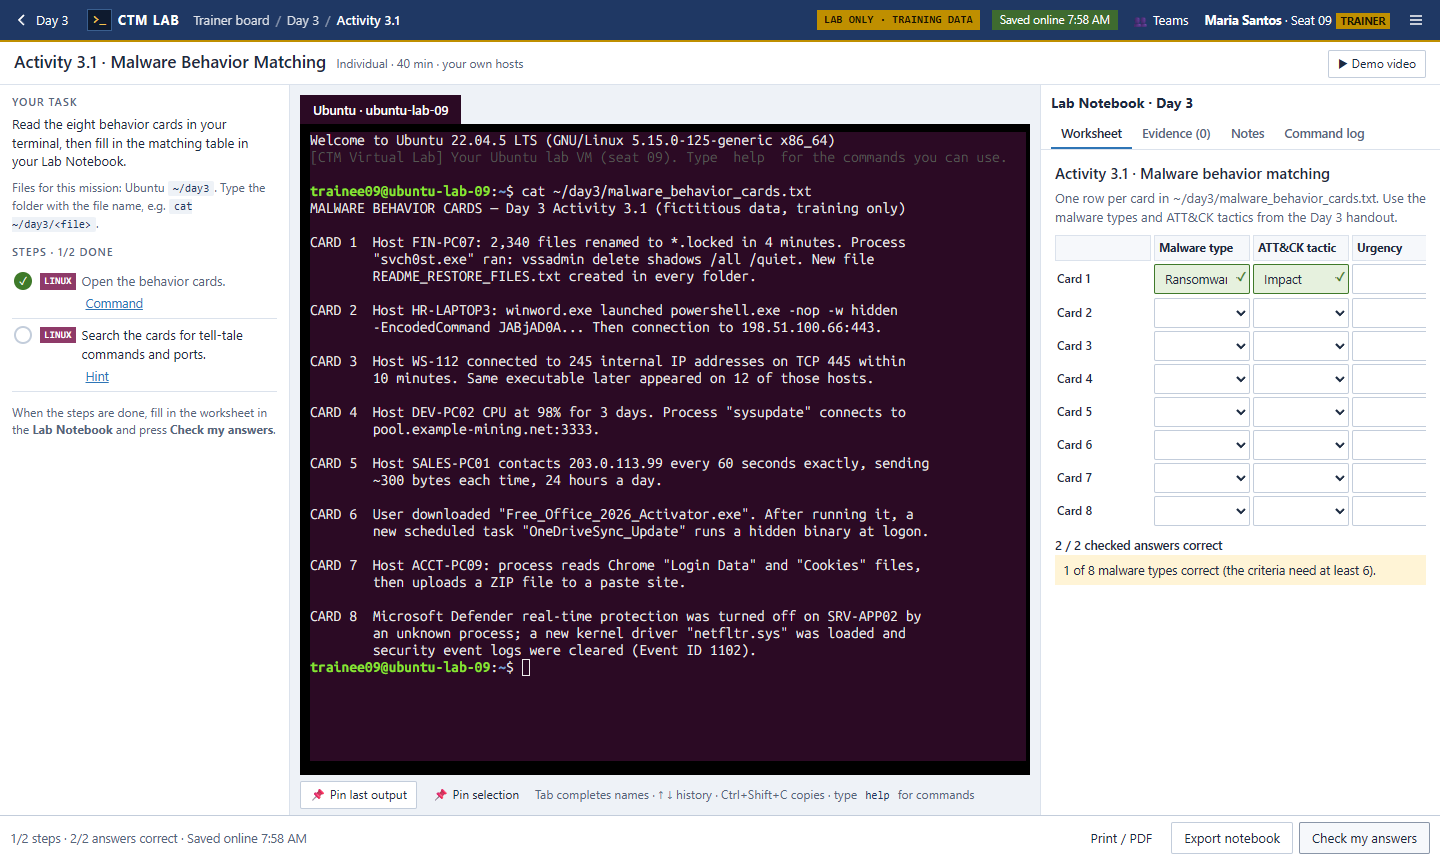 Day 3
>_ CTM LAB Trainer board / Day 3 / Activity 3.1
LAB ONLY · TRAINING DATA
Saved online 7:58 AM
Teams
Maria Santos · Seat 09 TRAINER
Activity 3.1 · Malware Behavior Matching Individual · 40 min · your own hosts
Demo video
YOUR TASK
Read the eight behavior cards in your
terminal, then fill in the matching table in
your Lab Notebook.
Files for this mission: Ubuntu ~/day3. Type the
folder with the file name, e.g. cat
~/day3/<file>.
STEPS · 1/2 DONE
LINUX Open the behavior cards.
Command
LINUX Search the cards for tell-tale
commands and ports.
Hint
When the steps are done, fill in the worksheet in
the Lab Notebook and press Check my answers.
Ubuntu · ubuntu-lab-09
Welcome to Ubuntu 22.04.5 LTS (GNU/Linux 5.15.0-125-generic x86_64)
[CTM Virtual Lab] Your Ubuntu lab VM (seat 09). Type help for the commands you can use.
trainee09@ubuntu-lab-09:~$ cat ~/day3/malware_behavior_cards.txt
MALWARE BEHAVIOR CARDS — Day 3 Activity 3.1 (fictitious data, training only)
CARD 1 Host FIN-PC07: 2,340 files renamed to *.locked in 4 minutes. Process
"svch0st.exe" ran: vssadmin delete shadows /all /quiet. New file
README_RESTORE_FILES.txt created in every folder.
CARD 2 Host HR-LAPTOP3: winword.exe launched powershell.exe -nop -w hidden
-EncodedCommand JABjAD0A... Then connection to 198.51.100.66:443.
CARD 3 Host WS-112 connected to 245 internal IP addresses on TCP 445 within
10 minutes. Same executable later appeared on 12 of those hosts.
CARD 4 Host DEV-PC02 CPU at 98% for 3 days. Process "sysupdate" connects to
pool.example-mining.net:3333.
CARD 5 Host SALES-PC01 contacts 203.0.113.99 every 60 seconds exactly, sending
~300 bytes each time, 24 hours a day.
CARD 6 User downloaded "Free_Office_2026_Activator.exe". After running it, a
new scheduled task "OneDriveSync_Update" runs a hidden binary at logon.
CARD 7 Host ACCT-PC09: process reads Chrome "Login Data" and "Cookies" files,
then uploads a ZIP file to a paste site.
CARD 8 Microsoft Defender real-time protection was turned off on SRV-APP02 by
an unknown process; a new kernel driver "netfltr.sys" was loaded and
security event logs were cleared (Event ID 1102).
trainee09@ubuntu-lab-09:~$
Pin last output
Pin selection
Tab completes names · ↑↓ history · Ctrl+Shift+C copies · type help for commands
Lab Notebook · Day 3
Worksheet Evidence (0) Notes Command log
Activity 3.1 · Malware behavior matching
One row per card in ~/day3/malware_behavior_cards.txt. Use the
malware types and ATT&CK tactics from the Day 3 handout.
Malware type ATT&CK tactic Urgency
Card 1 Ransomwar Impact
Card 2
Card 3
Card 4
Card 5
Card 6
Card 7
Card 8
2 / 2 checked answers correct
1 of 8 malware types correct (the criteria need at least 6).
1/2 steps · 2/2 answers correct · Saved online 7:58 AM
Print / PDF
Export notebook
Check my answers